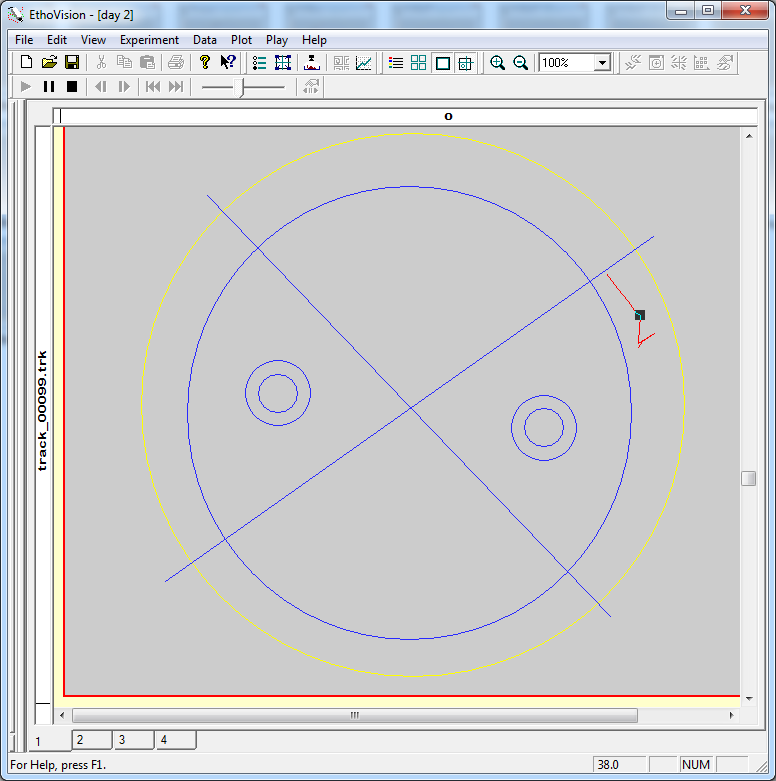 EthoVision - [day 2]
File Edit View Experiment Data Plot Play Help
100%
o
track_00099.trk
1 2 3 4
For Help, press F1. 38.0 NUM